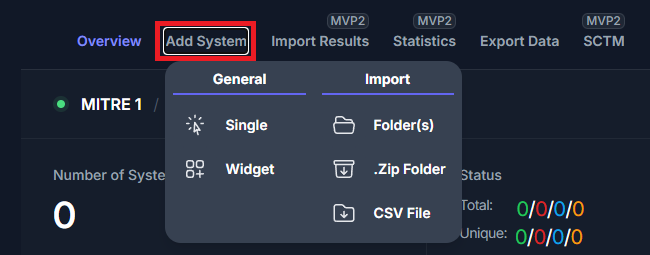 MVP2 MVP2 MVP2
Overview Add System Import Results Statistics Export Data SCTM
General Import
MITRE 1 /
Single Folder(s)
Widget .Zip Folder
Number of Syste Status
CSV File
0
Total: 0/0/0/0
Unique: 0/0/0/0